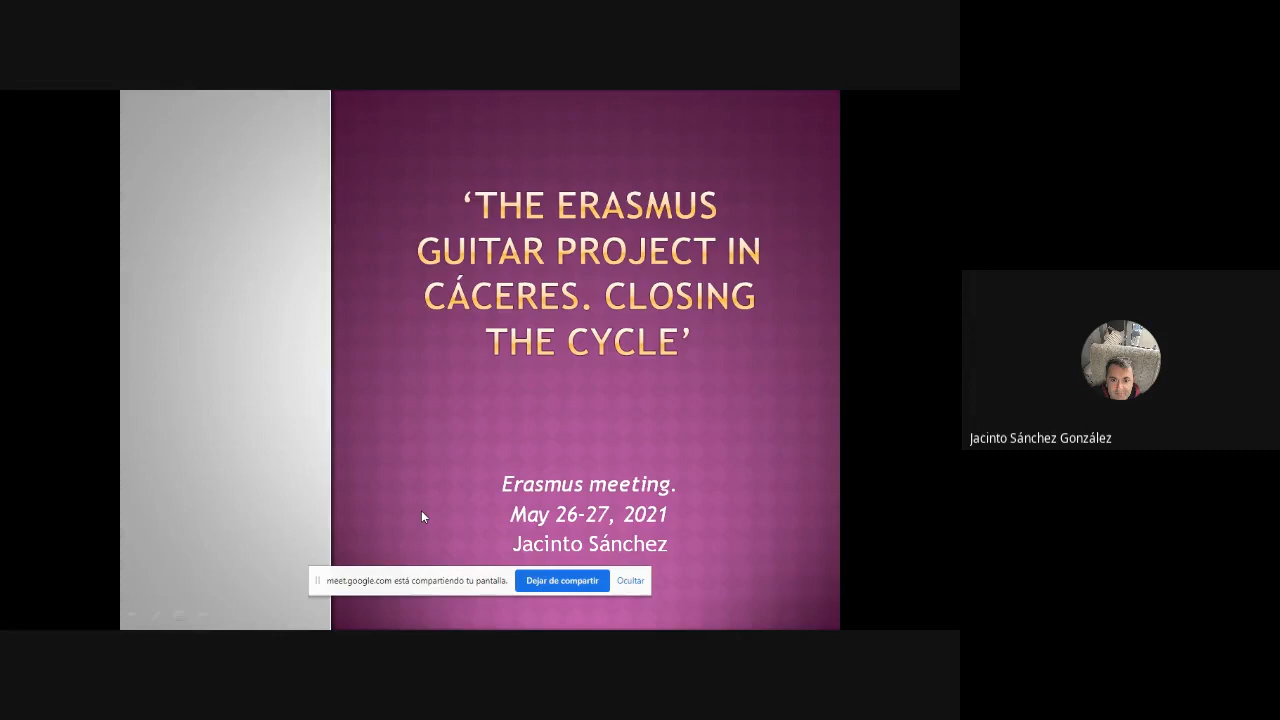 ‘THE ERASMUS
GUITAR PROJECT IN
CÁCERES. CLOSING
THE CYCLE’
Erasmus meeting.
May 26-27, 2021
Jacinto Sánchez
meet.google.com está compartiendo tu pantalla.
Dejar de compartir
Ocultar
Jacinto Sánchez González